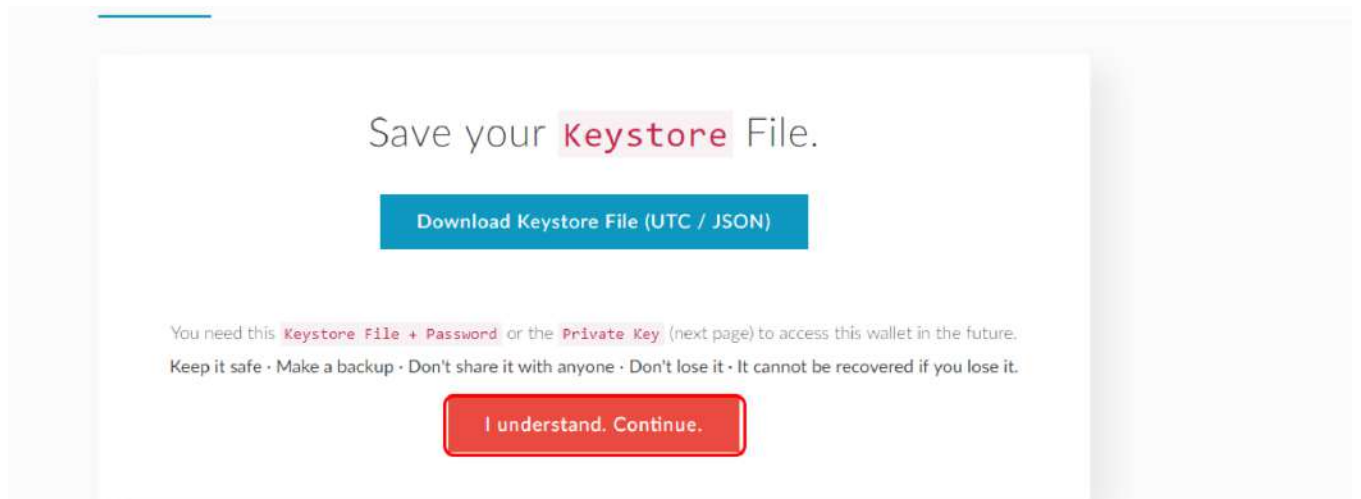 Save your Keystore File.
Download Keystore File (UTC / JSON)
You need this Keystore File + Password or the Private Key (next page) to access this wallet in the future.
Keep it safe · Make a backup · Don't share it with anyone · Don't lose it · It cannot be recovered if you lose it.
I understand. Continue.